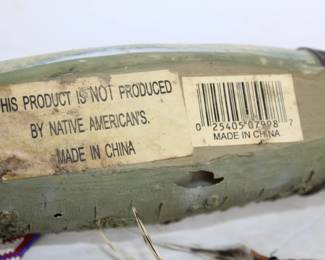 HIS PRODUCT IS NOT PRODUCED
BY NATIVE AMERICAN'S.
MADE IN CHINA
0 25405 07998 7
MADE IN CHINA